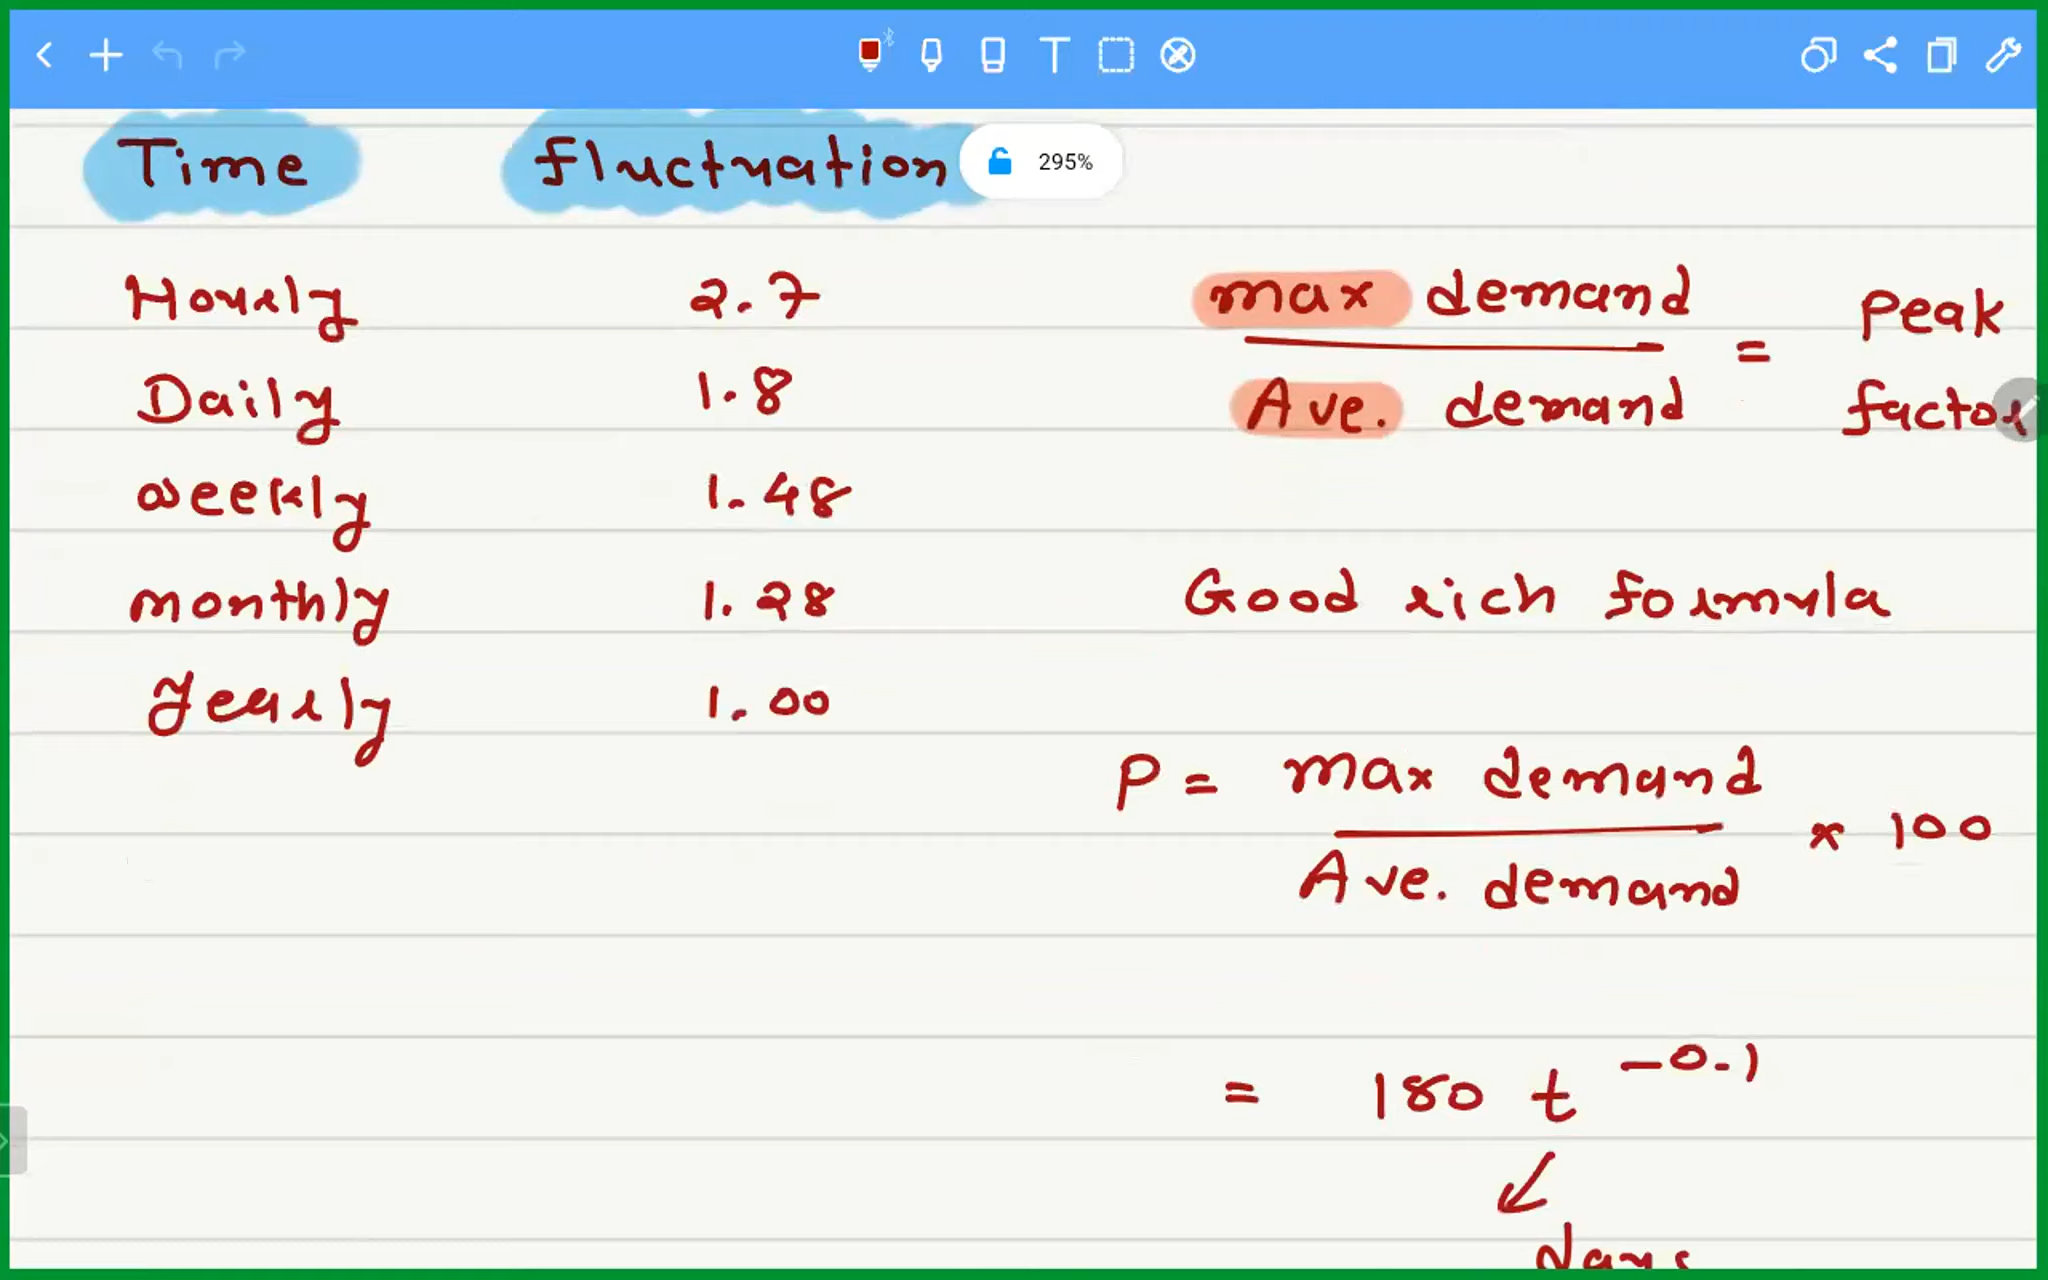 295%
Time fluctuation
Hourly 2.7
Daily 1.8
weekly 1.48
monthly 1.28
Yearly 1.00
max demand
Ave. demand
= Peak factor
Good rich formula
P = max demand
Ave. demand
* 100
= 180 t -0.1
days